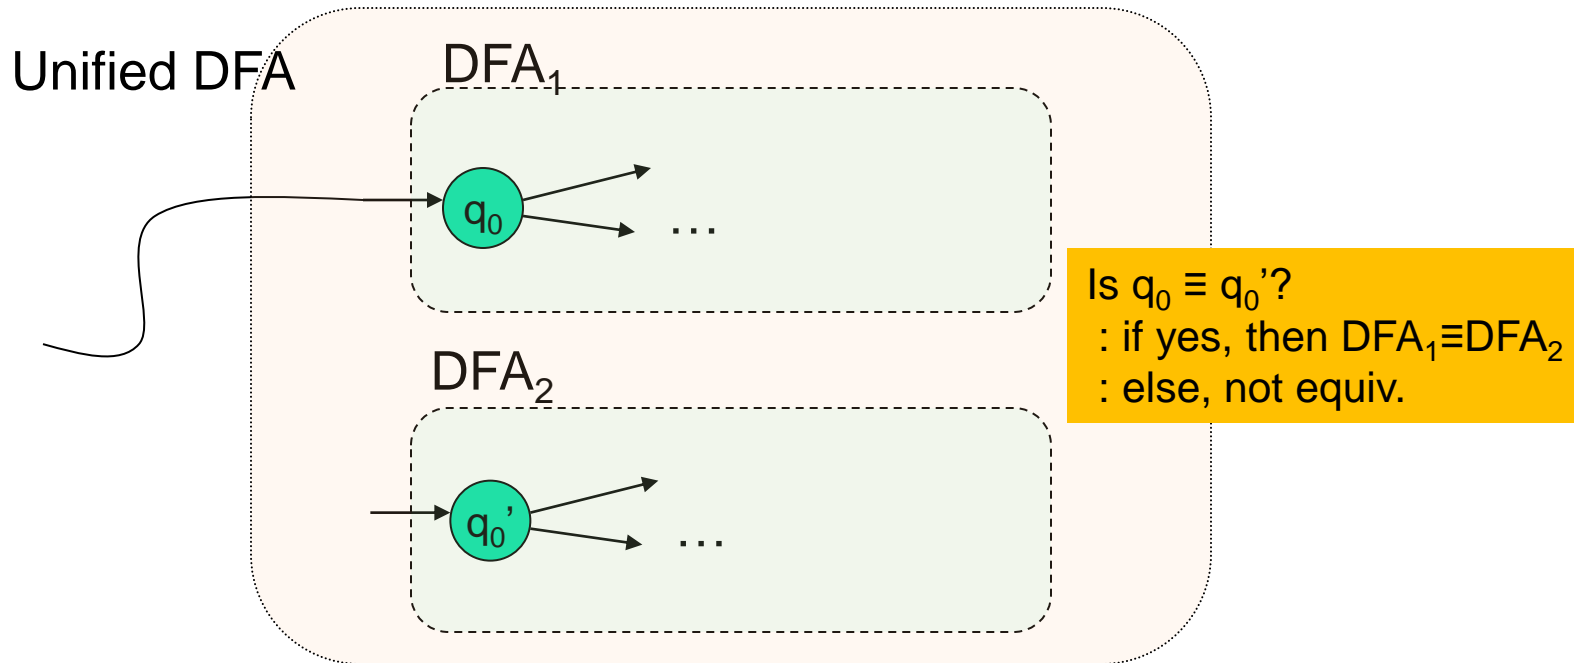 Unified DFA
DFA₁
q₀
...
Is q₀ ≡ q₀’?
: if yes, then DFA₁≡DFA₂
: else, not equiv.
DFA₂
q₀’
...